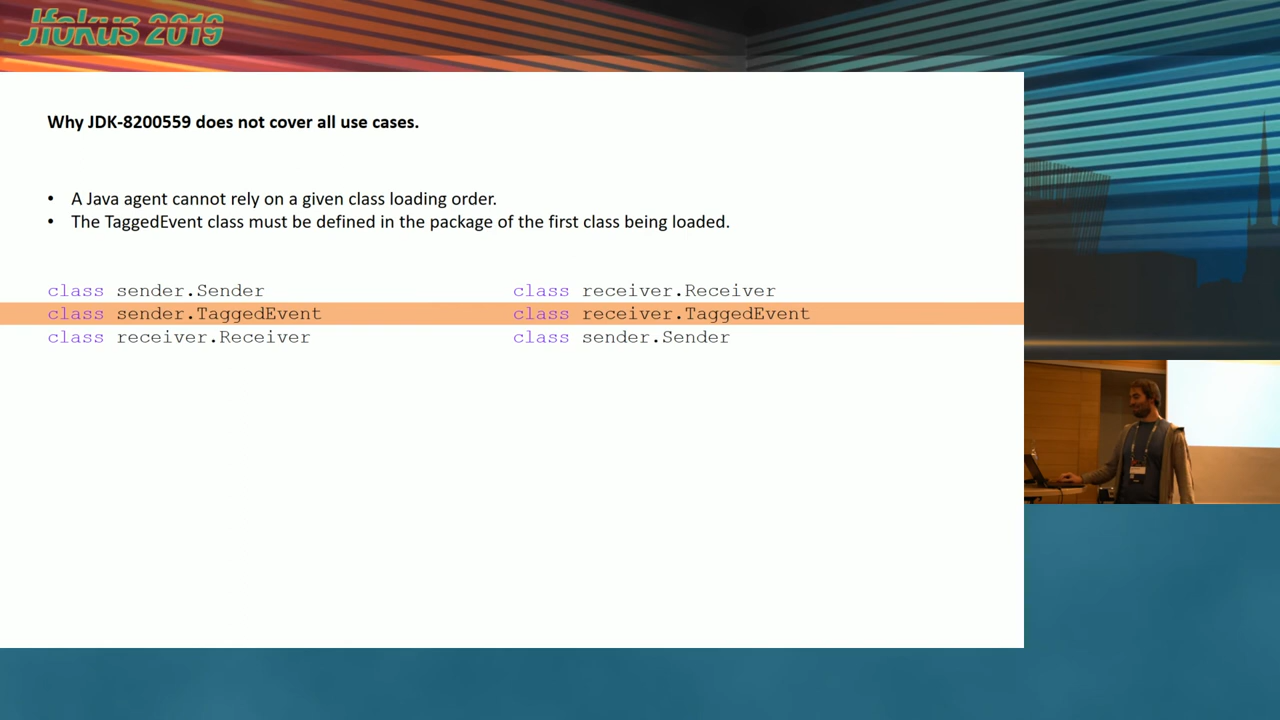 Jfokus 2019
Why JDK-8200559 does not cover all use cases.
• A Java agent cannot rely on a given class loading order.
• The TaggedEvent class must be defined in the package of the first class being loaded.
class sender.Sender
class sender.TaggedEvent
class receiver.Receiver
class receiver.Receiver
class receiver.TaggedEvent
class sender.Sender